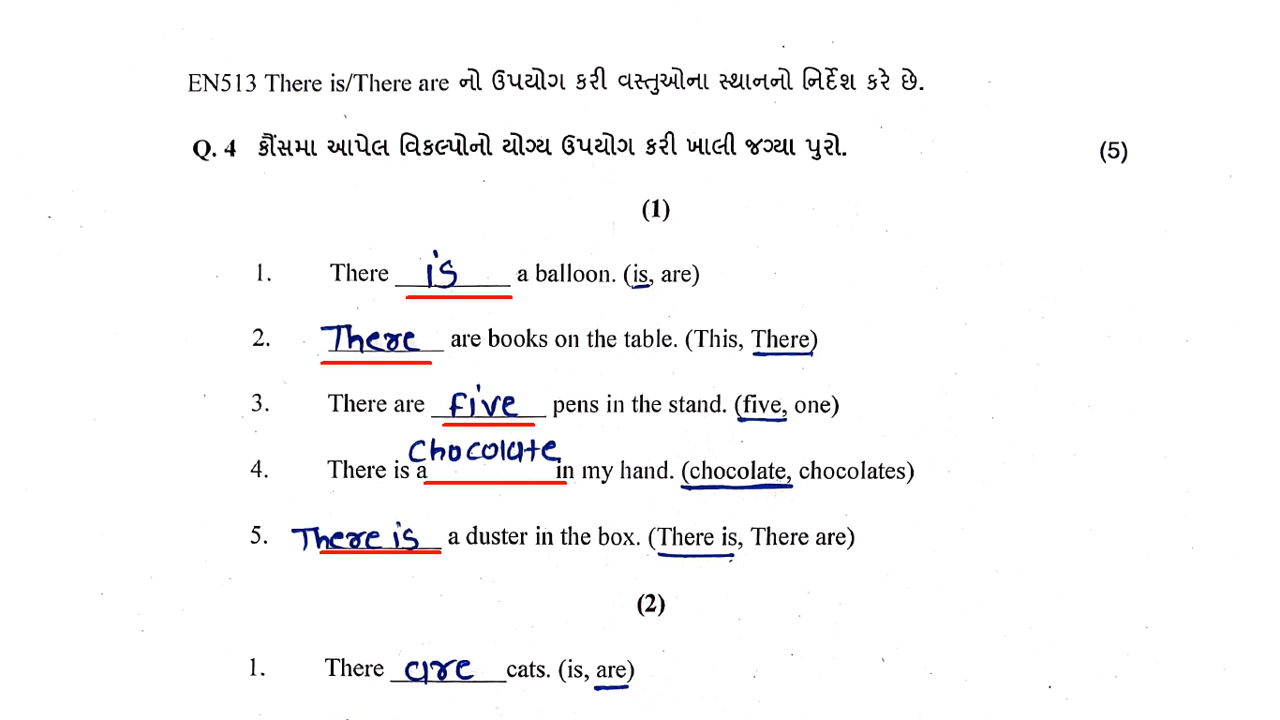 EN513 There is/There are નો ઉપયોગ કરી વસ્તુઓના સ્થાનનો નિર્દેશ કરે છે.
Q. 4 કૌંસમા આપેલ વિકલ્પોનો યોગ્ય ઉપયોગ કરી ખાલી જગ્યા પુરો. (5)
(1)
1. There is a balloon. (is, are)
2. There are books on the table. (This, There)
3. There are five pens in the stand. (five, one)
4. There is a chocolate in my hand. (chocolate, chocolates)
5. There is a duster in the box. (There is, There are)
(2)
1. There are cats. (is, are)